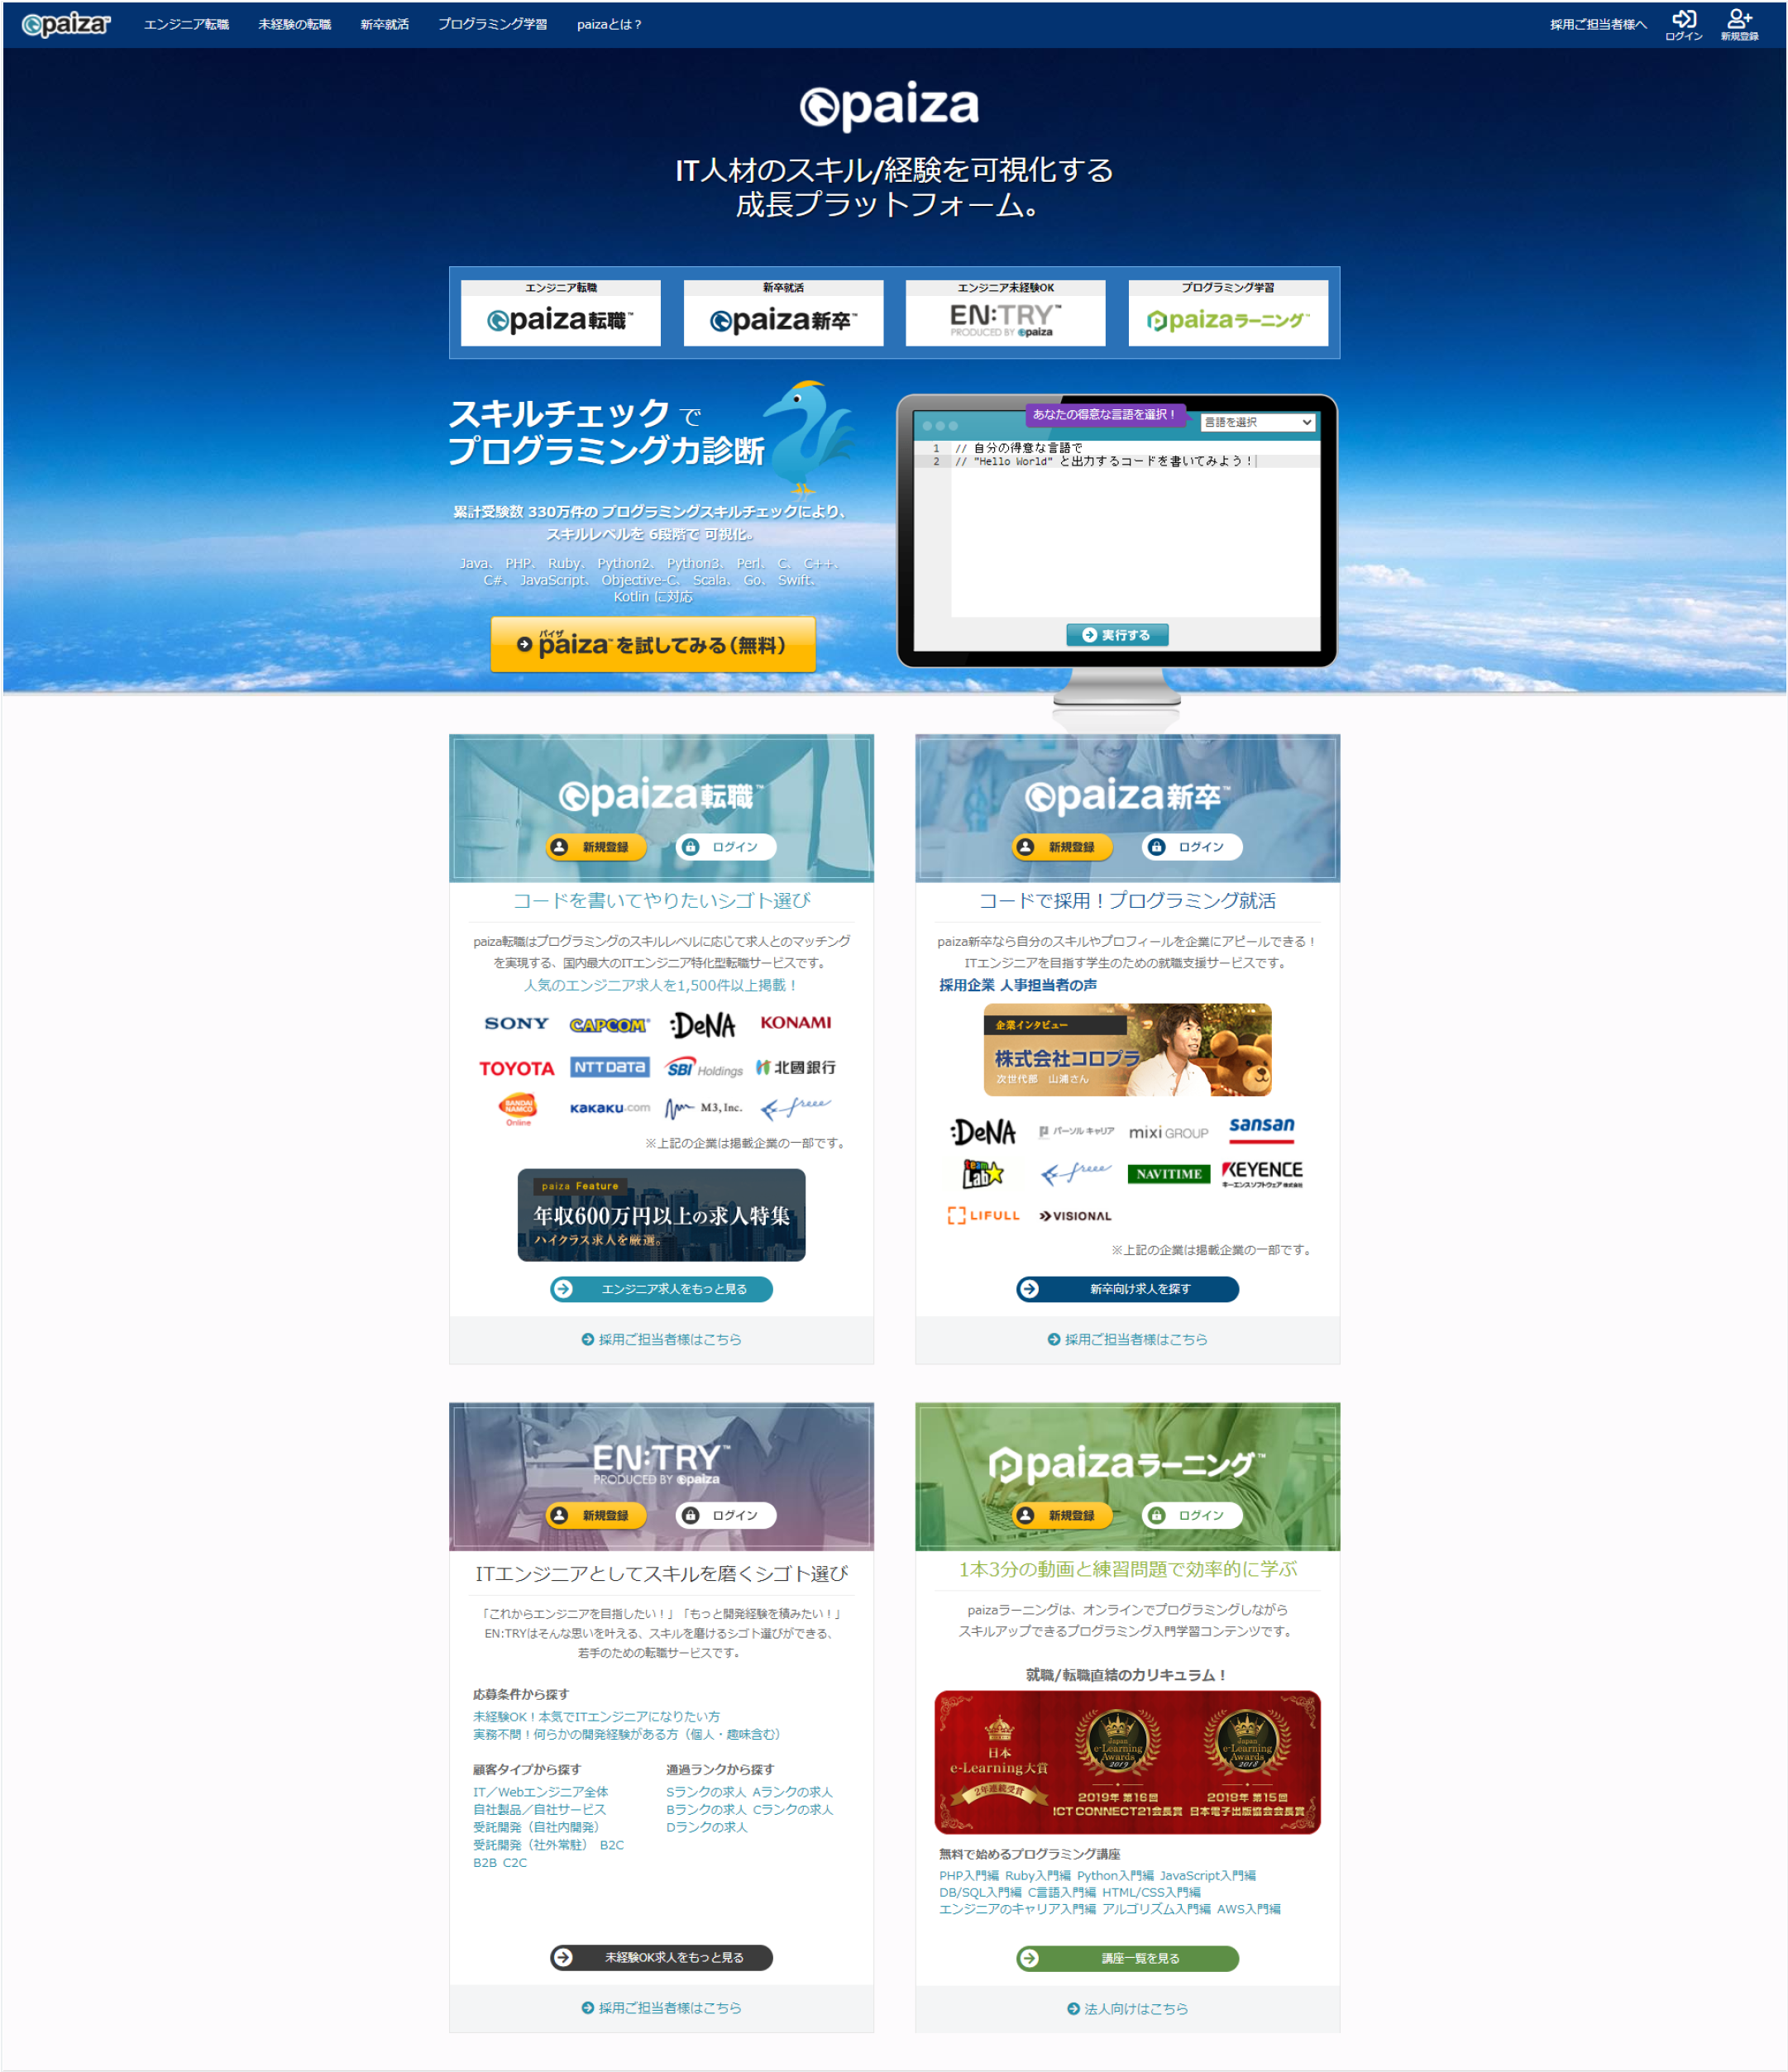 paiza
エンジニア転職 未経験の転職 新卒就活 プログラミング学習 paizaとは？
採用ご担当者様へ ログイン 新規登録
paiza
IT人材のスキル/経験を可視化する
成長プラットフォーム。
エンジニア転職
paiza転職™
新卒就活
paiza新卒™
エンジニア未経験OK
EN:TRY™
PRODUCED BY paiza
プログラミング学習
paizaラーニング™
スキルチェック で
プログラミング力診断
累計受験数 330万件の プログラミングスキルチェックにより、
スキルレベルを 6段階で 可視化。
Java、 PHP、 Ruby、 Python2、 Python3、 Perl、 C、 C++、
C#、 JavaScript、 Objective-C、 Scala、 Go、 Swift、
Kotlin に対応
パイザ
paiza™を試してみる（無料）
あなたの得意な言語を選択！
言語を選択
1 // 自分の得意な言語で
2 // "Hello World" と出力するコードを書いてみよう！
実行する
paiza転職™
新規登録 ログイン
コードを書いてやりたいシゴト選び
paiza転職はプログラミングのスキルレベルに応じて求人とのマッチング
を実現する、国内最大のITエンジニア特化型転職サービスです。
人気のエンジニア求人を1,500件以上掲載！
SONY CAPCOM :DeNA KONAMI
TOYOTA NTT DATA SBI Holdings 北國銀行
BANDAI NAMCO Online kakaku.com M3, Inc. freee
※上記の企業は掲載企業の一部です。
paiza Feature
年収600万円以上の求人特集
ハイクラス求人を厳選。
エンジニア求人をもっと見る
採用ご担当者様はこちら
paiza新卒™
新規登録 ログイン
コードで採用！プログラミング就活
paiza新卒なら自分のスキルやプロフィールを企業にアピールできる！
ITエンジニアを目指す学生のための就職支援サービスです。
採用企業 人事担当者の声
企業インタビュー
株式会社コロプラ
次世代部 山浦さん
:DeNA パーソル キャリア mixi GROUP sansan
team Lab freee NAVITIME KEYENCE
キーエンスソフトウェア株式会社
LIFULL VISIONAL
※上記の企業は掲載企業の一部です。
新卒向け求人を探す
採用ご担当者様はこちら
EN:TRY™
PRODUCED BY paiza
新規登録 ログイン
ITエンジニアとしてスキルを磨くシゴト選び
「これからエンジニアを目指したい！」「もっと開発経験を積みたい！」
EN:TRYはそんな思いを叶える、スキルを磨けるシゴト選びができる、
若手のための転職サービスです。
応募条件から探す
未経験OK！本気でITエンジニアになりたい方
実務不問！何らかの開発経験がある方（個人・趣味含む）
顧客タイプから探す
IT／Webエンジニア全体
自社製品／自社サービス
受託開発（自社内開発）
受託開発（社外常駐） B2C
B2B C2C
通過ランクから探す
Sランクの求人 Aランクの求人
Bランクの求人 Cランクの求人
Dランクの求人
未経験OK求人をもっと見る
採用ご担当者様はこちら
paizaラーニング™
新規登録 ログイン
1本3分の動画と練習問題で効率的に学ぶ
paizaラーニングは、オンラインでプログラミングしながら
スキルアップできるプログラミング入門学習コンテンツです。
就職/転職直結のカリキュラム！
日本
e-Learning大賞
2年連続受賞
Japan e-Learning Awards 2019
2019年 第16回
ICT CONNECT21会長賞
Japan e-Learning Awards 2018
2018年 第15回
日本電子出版協会会長賞
無料で始めるプログラミング講座
PHP入門編 Ruby入門編 Python入門編 JavaScript入門編
DB/SQL入門編 C言語入門編 HTML/CSS入門編
エンジニアのキャリア入門編 アルゴリズム入門編 AWS入門編
講座一覧を見る
法人向けはこちら